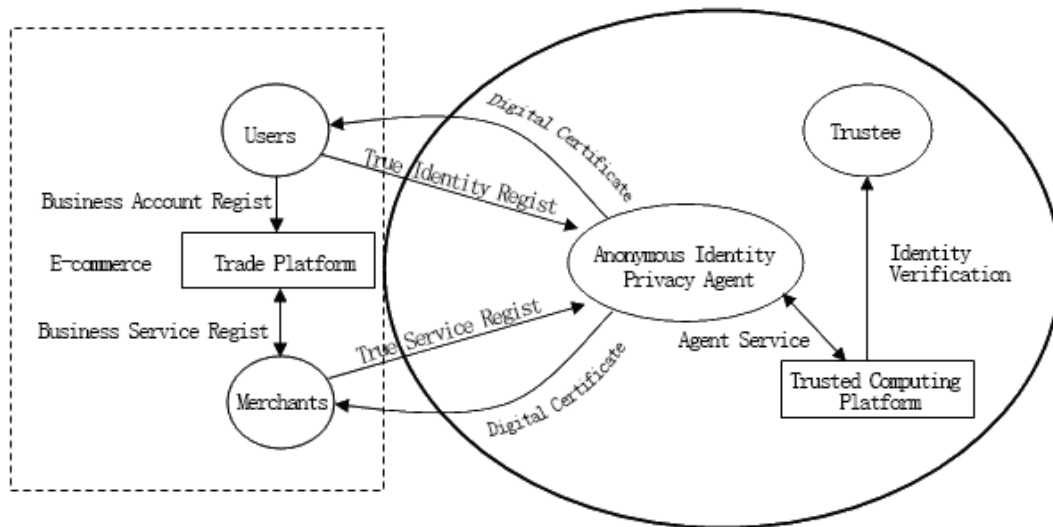 Users
Business Account Regist
E-commerce
Trade Platform
Business Service Regist
Merchants
Digital Certificate
True Identity Regist
Anonymous Identity
Privacy Agent
True Service Regist
Digital Certificate
Trustee
Identity
Verification
Agent Service
Trusted Computing
Platform